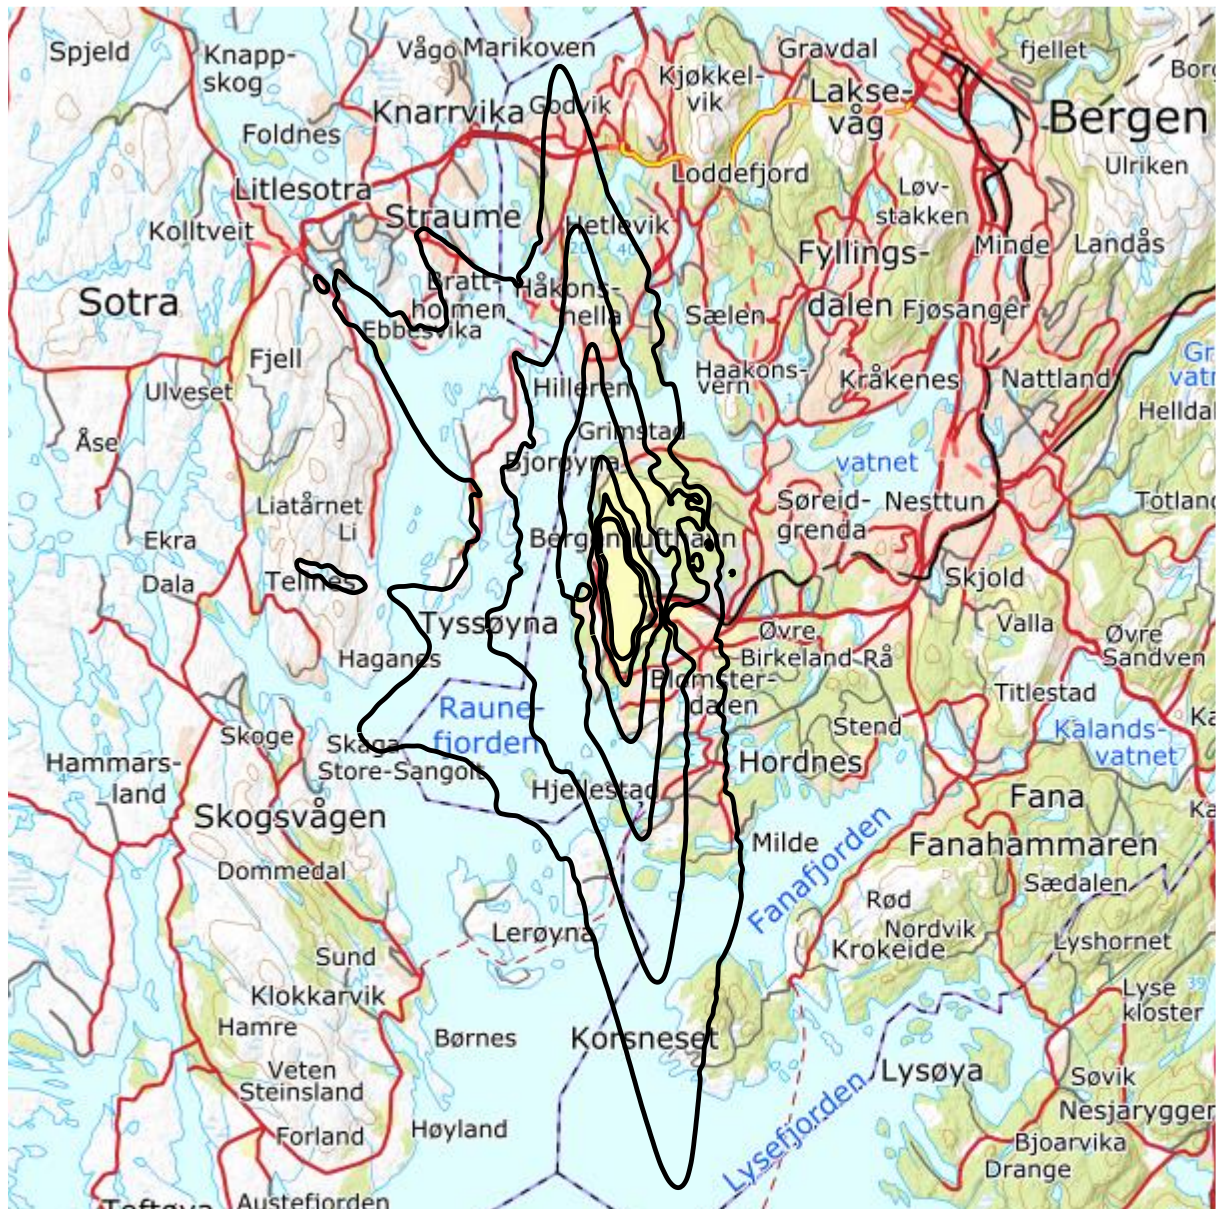 Spjeld
Knapp-
skog
Vågo
Marikoven
Gravdal
fjellet
Kjøkkel-
vik
Lakse-
våg
Bergen
Knarrvika
Godvik
Foldnes
Ulriken
Loddefjord
Litlesotra
Løv-
stakken
Straume
Hetlevik
Kolltveit
Minde
Landås
Fyllings-
dalen
Bratt-
holmen
Håkons-
hella
Sotra
Sælen
Fjøsanger
Ebbesvika
Fjell
Hilleren
Haakons-
vern
Kråkenes
Nattland
Ulveset
Grimstad
Åse
Bjorøyna
vatnet
Liatårnet
Li
Søreid-
grenda
Nesttun
Ekra
Bergen lufthavn
Dala
Tellnes
Skjold
Tyssøyna
Øvre
Birkeland
Rå
Valla
Øvre
Sandven
Haganes
Blomster-
dalen
Titlestad
Raune-
fjorden
Stend
Kalands-
vatnet
Skoge
Skaga
Store-Sangolt
Hammars-
land
Hordnes
Hjellestad
Fana
Skogsvågen
Milde
Fanahammaren
Fanafjorden
Dommedal
Sædalen
Rød
Nordvik
Lerøyna
Krokeide
Lyshornet
Sund
Klokkarvik
Lyse
kloster
39
Hamre
Børnes
Korsneset
Veten
Steinsland
Lysøya
Søvik
Lysefjorden
Nesjarygger
Forland
Høyland
Bjoarvika
Drange
Austefjorden